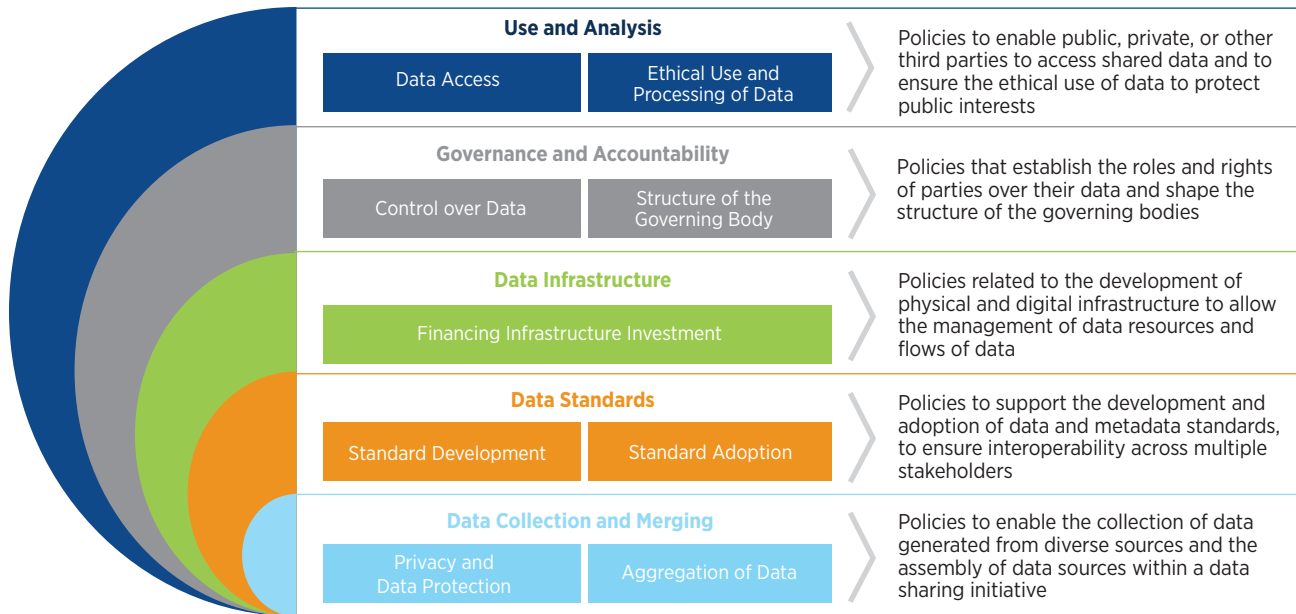 Use and Analysis
Data Access
Ethical Use and
Processing of Data
Policies to enable public, private, or other
third parties to access shared data and to
ensure the ethical use of data to protect
public interests
Governance and Accountability
Control over Data
Structure of the
Governing Body
Policies that establish the roles and rights
of parties over their data and shape the
structure of the governing bodies
Data Infrastructure
Financing Infrastructure Investment
Policies related to the development of
physical and digital infrastructure to allow
the management of data resources and
flows of data
Data Standards
Standard Development
Standard Adoption
Policies to support the development and
adoption of data and metadata standards,
to ensure interoperability across multiple
stakeholders
Data Collection and Merging
Privacy and
Data Protection
Aggregation of Data
Policies to enable the collection of data
generated from diverse sources and the
assembly of data sources within a data
sharing initiative